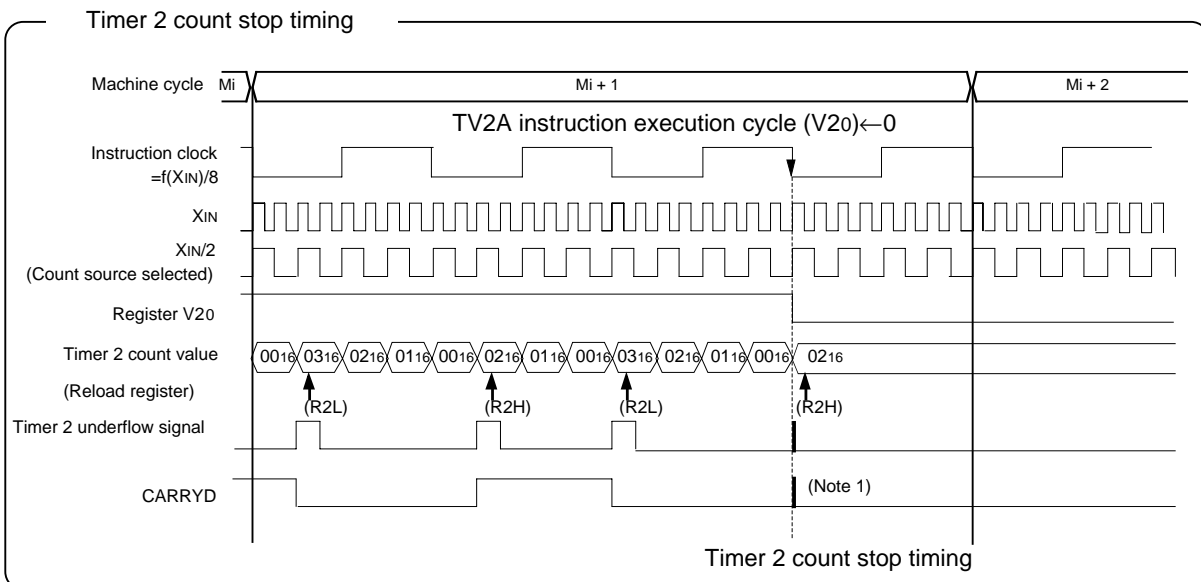 Timer 2 count stop timing
Machine cycle Mi Mi + 1 Mi + 2
TV2A instruction execution cycle (V20)←0
Instruction clock
=f(XIN)/8
XIN
XIN/2
(Count source selected)
Register V20
Timer 2 count value 0016 0316 0216 0116 0016 0216 0116 0016 0316 0216 0116 0016 0216
(Reload register)
(R2L) (R2H) (R2L) (R2H)
Timer 2 underflow signal
CARRYD (Note 1)
Timer 2 count stop timing